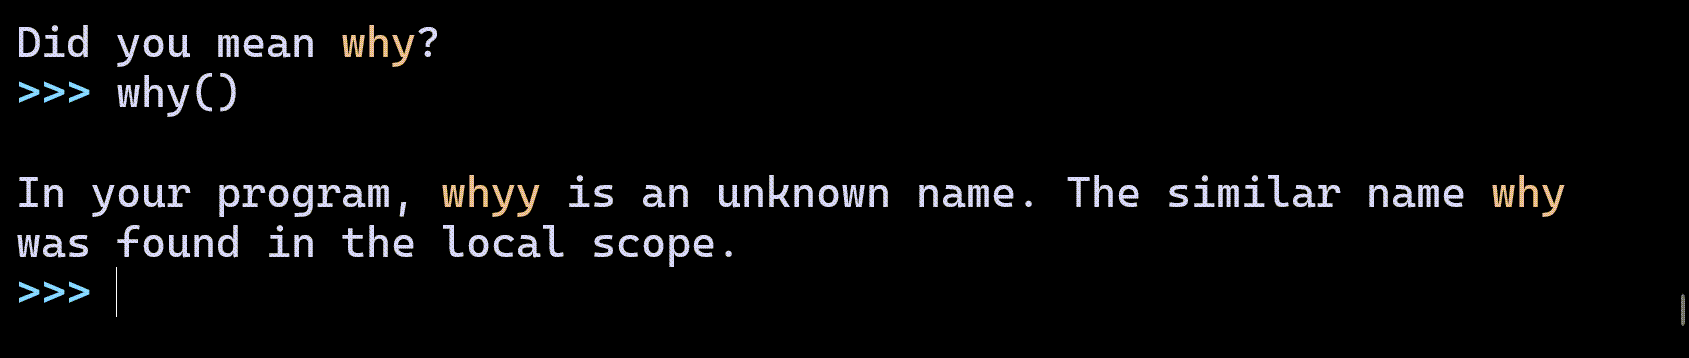 Did you mean why?
>>> why()
In your program, whyy is an unknown name. The similar name why
was found in the local scope.
>>>